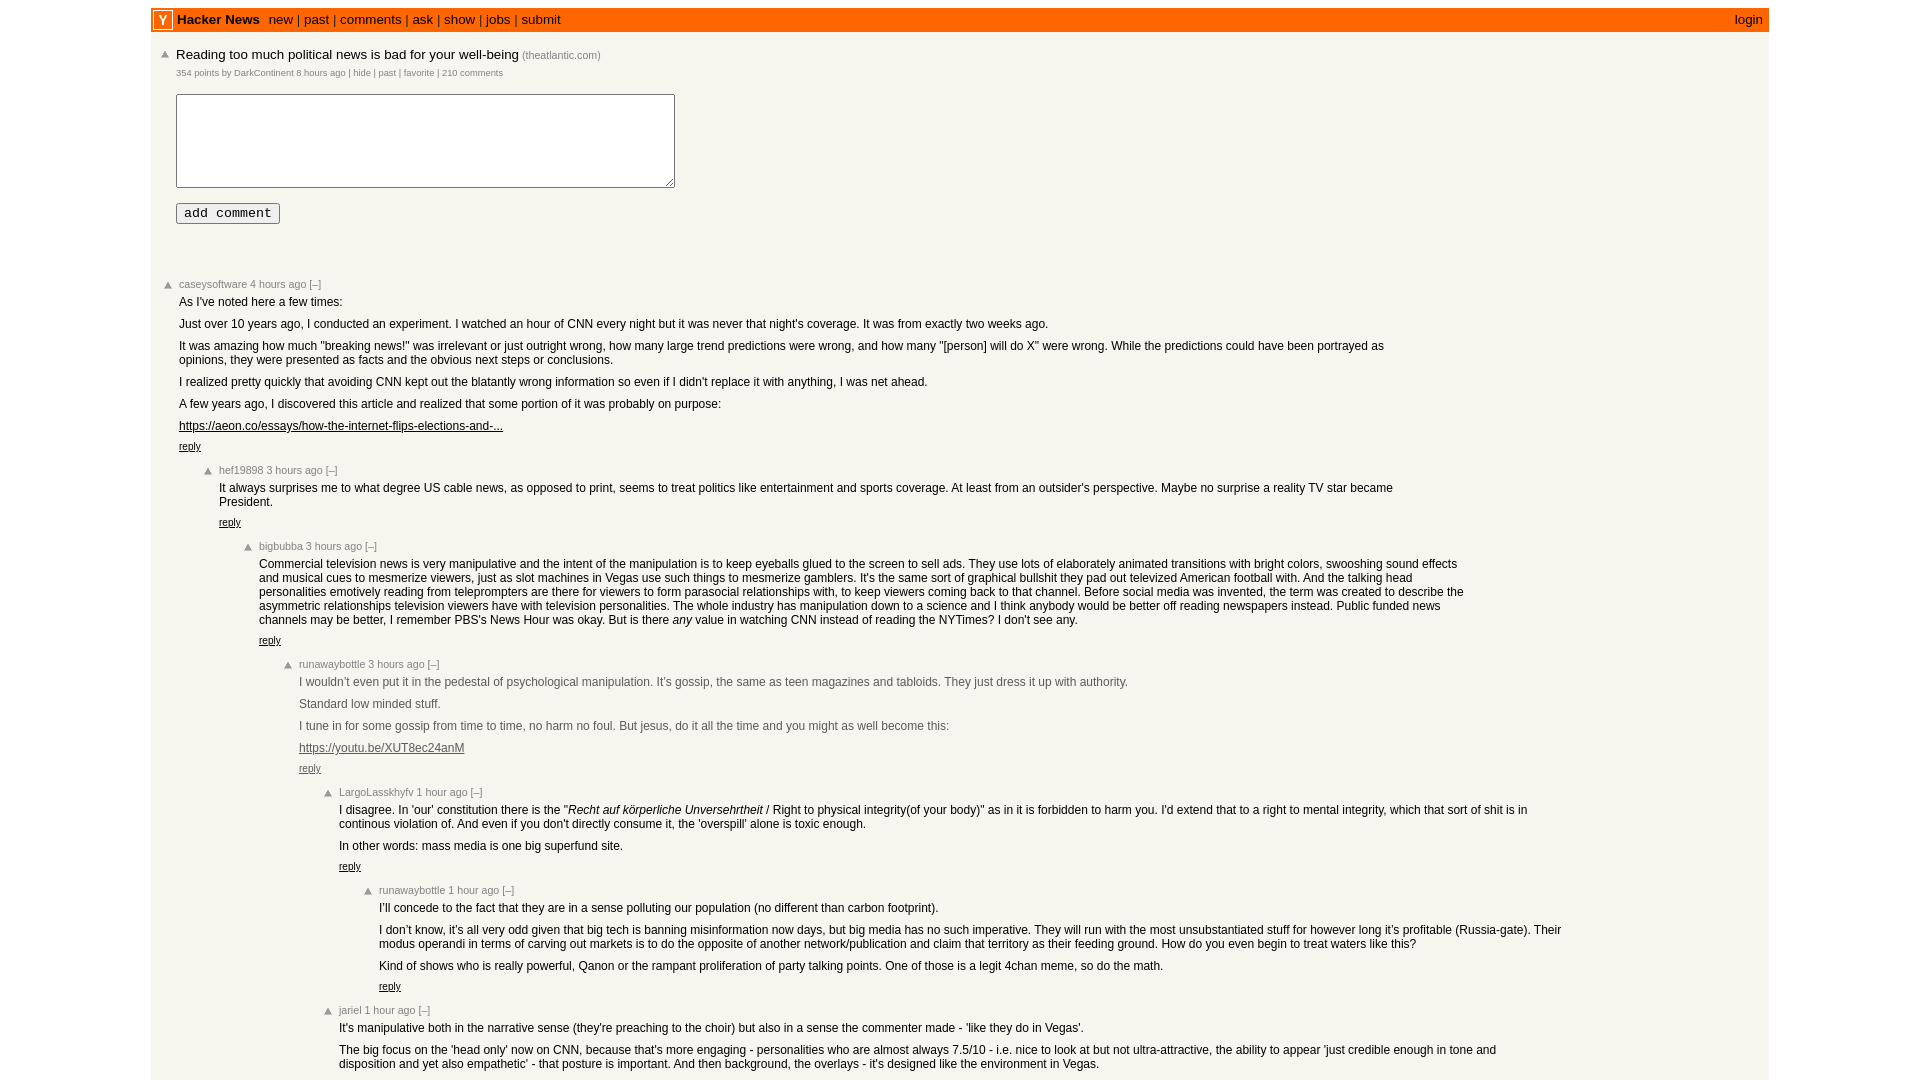 Y Hacker News new | past | comments | ask | show | jobs | submit login
Reading too much political news is bad for your well-being (theatlantic.com)
354 points by DarkContinent 8 hours ago | hide | past | favorite | 210 comments
add comment
caseysoftware 4 hours ago [–]
As I've noted here a few times:
Just over 10 years ago, I conducted an experiment. I watched an hour of CNN every night but it was never that night's coverage. It was from exactly two weeks ago.
It was amazing how much "breaking news!" was irrelevant or just outright wrong, how many large trend predictions were wrong, and how many "[person] will do X" were wrong. While the predictions could have been portrayed as
opinions, they were presented as facts and the obvious next steps or conclusions.
I realized pretty quickly that avoiding CNN kept out the blatantly wrong information so even if I didn't replace it with anything, I was net ahead.
A few years ago, I discovered this article and realized that some portion of it was probably on purpose:
https://aeon.co/essays/how-the-internet-flips-elections-and-...
reply
hef19898 3 hours ago [–]
It always surprises me to what degree US cable news, as opposed to print, seems to treat politics like entertainment and sports coverage. At least from an outsider's perspective. Maybe no surprise a reality TV star became
President.
reply
bigbubba 3 hours ago [–]
Commercial television news is very manipulative and the intent of the manipulation is to keep eyeballs glued to the screen to sell ads. They use lots of elaborately animated transitions with bright colors, swooshing sound effects
and musical cues to mesmerize viewers, just as slot machines in Vegas use such things to mesmerize gamblers. It's the same sort of graphical bullshit they pad out televized American football with. And the talking head
personalities emotively reading from teleprompters are there for viewers to form parasocial relationships with, to keep viewers coming back to that channel. Before social media was invented, the term was created to describe the
asymmetric relationships television viewers have with television personalities. The whole industry has manipulation down to a science and I think anybody would be better off reading newspapers instead. Public funded news
channels may be better, I remember PBS's News Hour was okay. But is there any value in watching CNN instead of reading the NYTimes? I don't see any.
reply
runawaybottle 3 hours ago [–]
I wouldn’t even put it in the pedestal of psychological manipulation. It’s gossip, the same as teen magazines and tabloids. They just dress it up with authority.
Standard low minded stuff.
I tune in for some gossip from time to time, no harm no foul. But jesus, do it all the time and you might as well become this:
https://youtu.be/XUT8ec24anM
reply
LargoLasskhyfv 1 hour ago [–]
I disagree. In 'our' constitution there is the "Recht auf körperliche Unversehrtheit / Right to physical integrity(of your body)" as in it is forbidden to harm you. I'd extend that to a right to mental integrity, which that sort of shit is in
continous violation of. And even if you don't directly consume it, the 'overspill' alone is toxic enough.
In other words: mass media is one big superfund site.
reply
runawaybottle 1 hour ago [–]
I’ll concede to the fact that they are in a sense polluting our population (no different than carbon footprint).
I don’t know, it’s all very odd given that big tech is banning misinformation now days, but big media has no such imperative. They will run with the most unsubstantiated stuff for however long it’s profitable (Russia-gate). Their
modus operandi in terms of carving out markets is to do the opposite of another network/publication and claim that territory as their feeding ground. How do you even begin to treat waters like this?
Kind of shows who is really powerful, Qanon or the rampant proliferation of party talking points. One of those is a legit 4chan meme, so do the math.
reply
jariel 1 hour ago [–]
It's manipulative both in the narrative sense (they're preaching to the choir) but also in a sense the commenter made - 'like they do in Vegas'.
The big focus on the 'head only' now on CNN, because that's more engaging - personalities who are almost always 7.5/10 - i.e. nice to look at but not ultra-attractive, the ability to appear 'just credible enough in tone and
disposition and yet also empathetic' - that posture is important. And then background, the overlays - it's designed like the environment in Vegas.